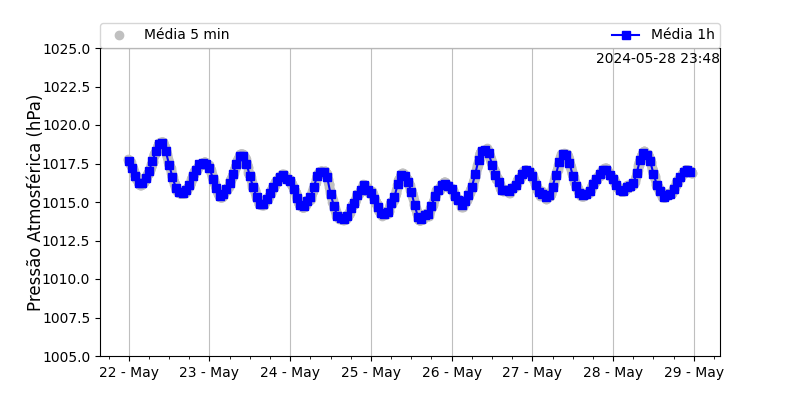 Média 5 min
Média 1h
2024-05-28 23:48
Pressão Atmosférica (hPa)
1025.0
1022.5
1020.0
1017.5
1015.0
1012.5
1010.0
1007.5
1005.0
22 - May
23 - May
24 - May
25 - May
26 - May
27 - May
28 - May
29 - May